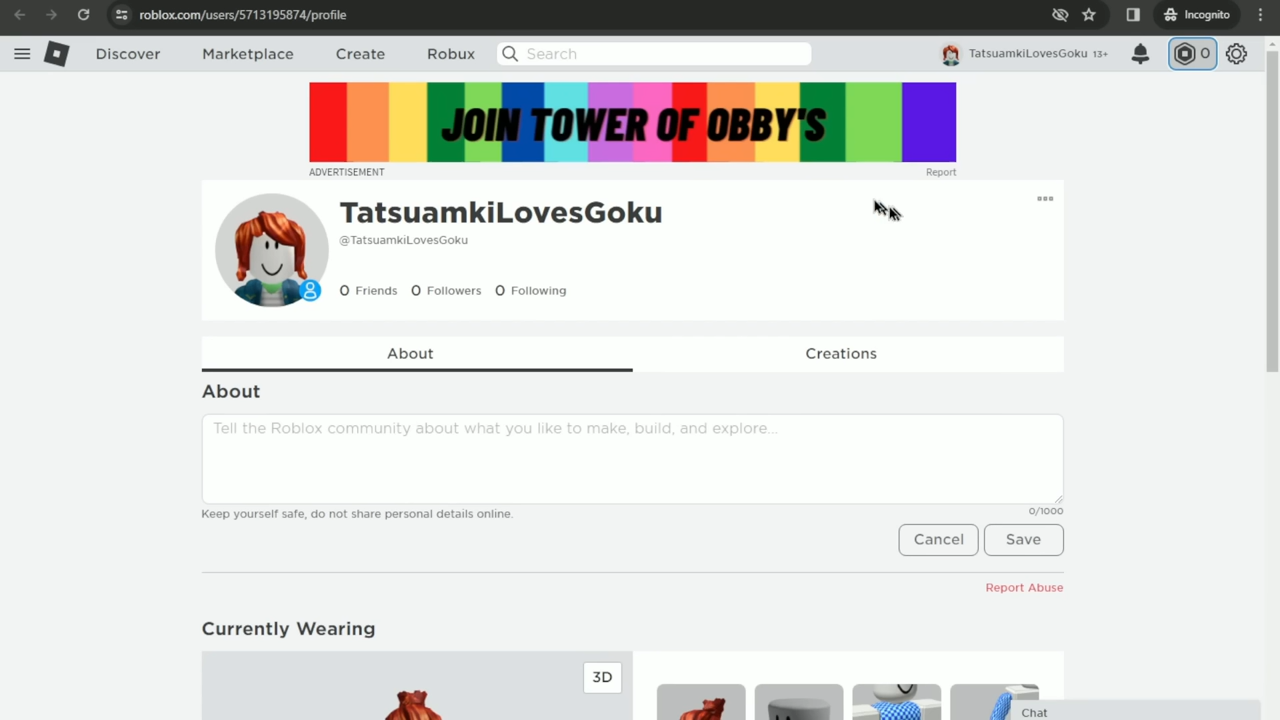 roblox.com/users/5713195874/profile
Incognito
Discover
Marketplace
Create
Robux
Search
TatsuamkiLovesGoku 13+
0
JOIN TOWER OF OBBY'S
ADVERTISEMENT
Report
TatsuamkiLovesGoku
@TatsuamkiLovesGoku
0 Friends 0 Followers 0 Following
About
Creations
About
Tell the Roblox community about what you like to make, build, and explore...
Keep yourself safe, do not share personal details online.
0/1000
Cancel
Save
Report Abuse
Currently Wearing
3D
Chat